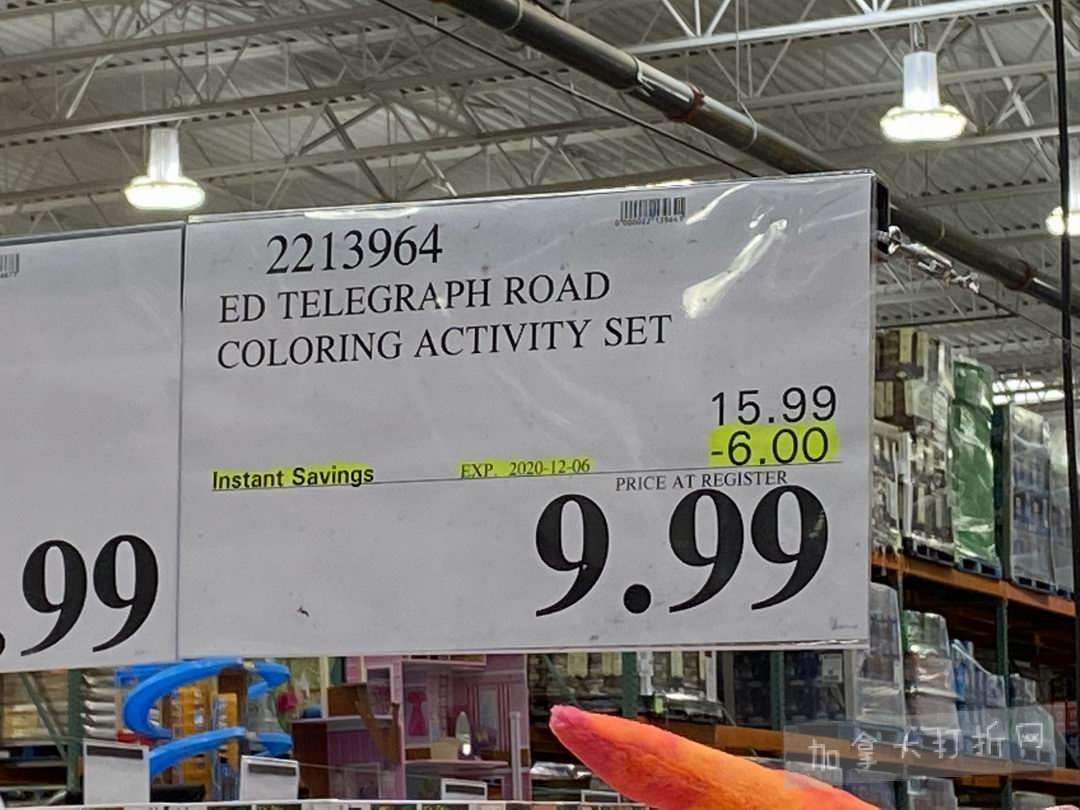 2213964
ED TELEGRAPH ROAD
COLORING ACTIVITY SET
15.99
-6.00
Instant Savings EXP. 2020-12-06
PRICE AT REGISTER
9.99
.99
加拿大打折网